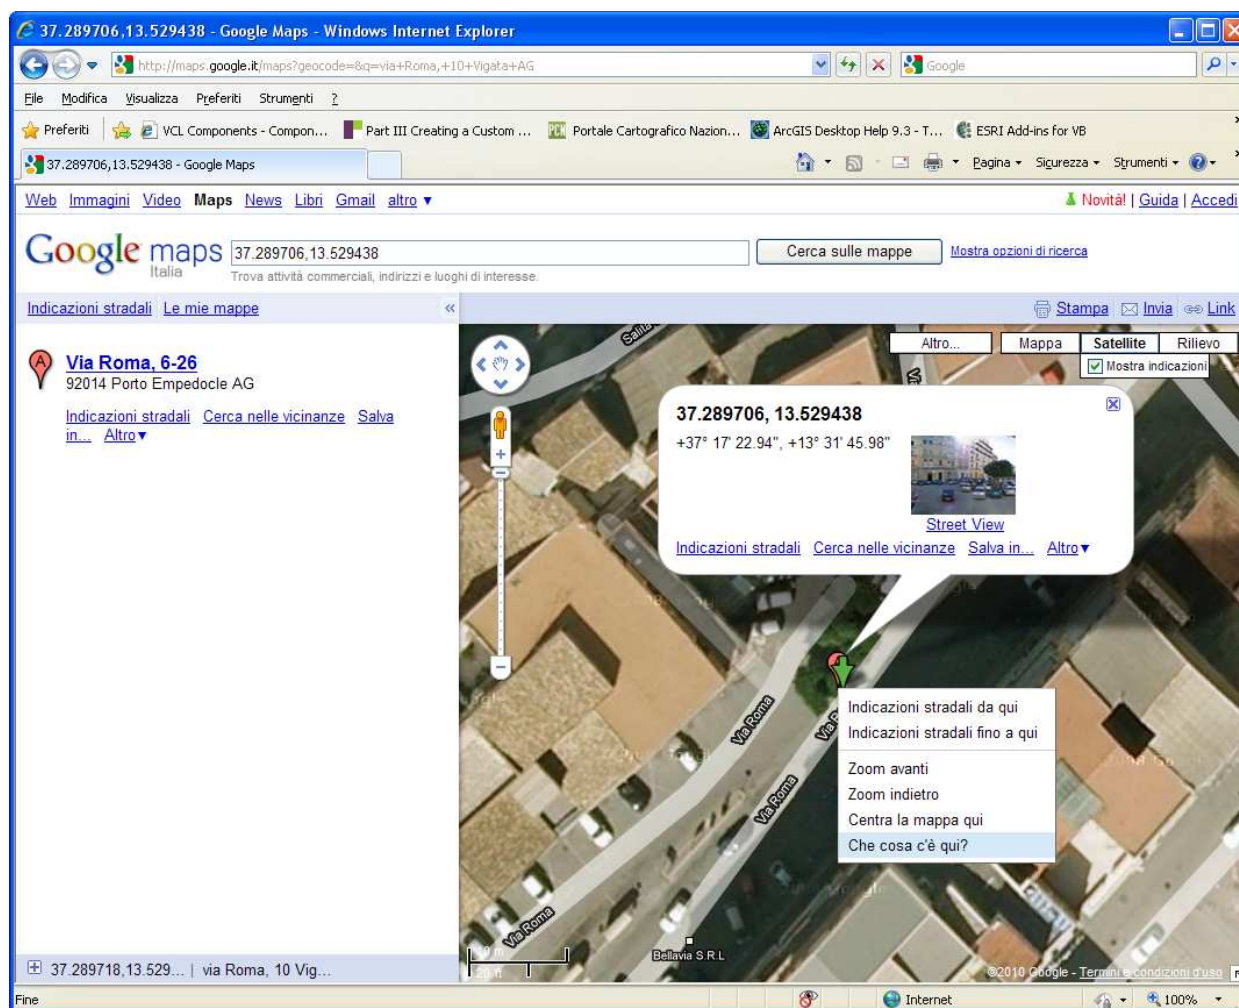 37.289706,13.529438 - Google Maps - Windows Internet Explorer
http://maps.google.it/maps?geocode=&q=via+Roma,+10+Vigata+AG
Google
File Modifica Visualizza Preferiti Strumenti ?
Preferiti VCL Components - Compon... Part III Creating a Custom ... Portale Cartografico Nazion... ArcGIS Desktop Help 9.3 - T... ESRI Add-ins for VB
37.289706,13.529438 - Google Maps
Pagina Sicurezza Strumenti
Web Immagini Video Maps News Libri Gmail altro ▼
Novità! | Guida | Accedi
Google maps
Italia
37.289706,13.529438
Cerca sulle mappe
Mostra opzioni di ricerca
Trova attività commerciali, indirizzi e luoghi di interesse.
Indicazioni stradali Le mie mappe «
Stampa Invia Link
A
Via Roma, 6-26
92014 Porto Empedocle AG
Indicazioni stradali Cerca nelle vicinanze Salva
in... Altro▼
Salita
Altro... Mappa Satellite Rilievo
Mostra indicazioni
37.289706, 13.529438
+37° 17' 22.94", +13° 31' 45.98"
Street View
Indicazioni stradali Cerca nelle vicinanze Salva in... Altro▼
Indicazioni stradali da qui
Indicazioni stradali fino a qui
Zoom avanti
Zoom indietro
Centra la mappa qui
Che cosa c'è qui?
Via Roma
Via Roma
Via Roma
Bellavia S.R.L
20 ft
©2010 Google - Termini e condizioni d'uso
37.289718,13.529... | via Roma, 10 Vig...
Fine
Internet
100%